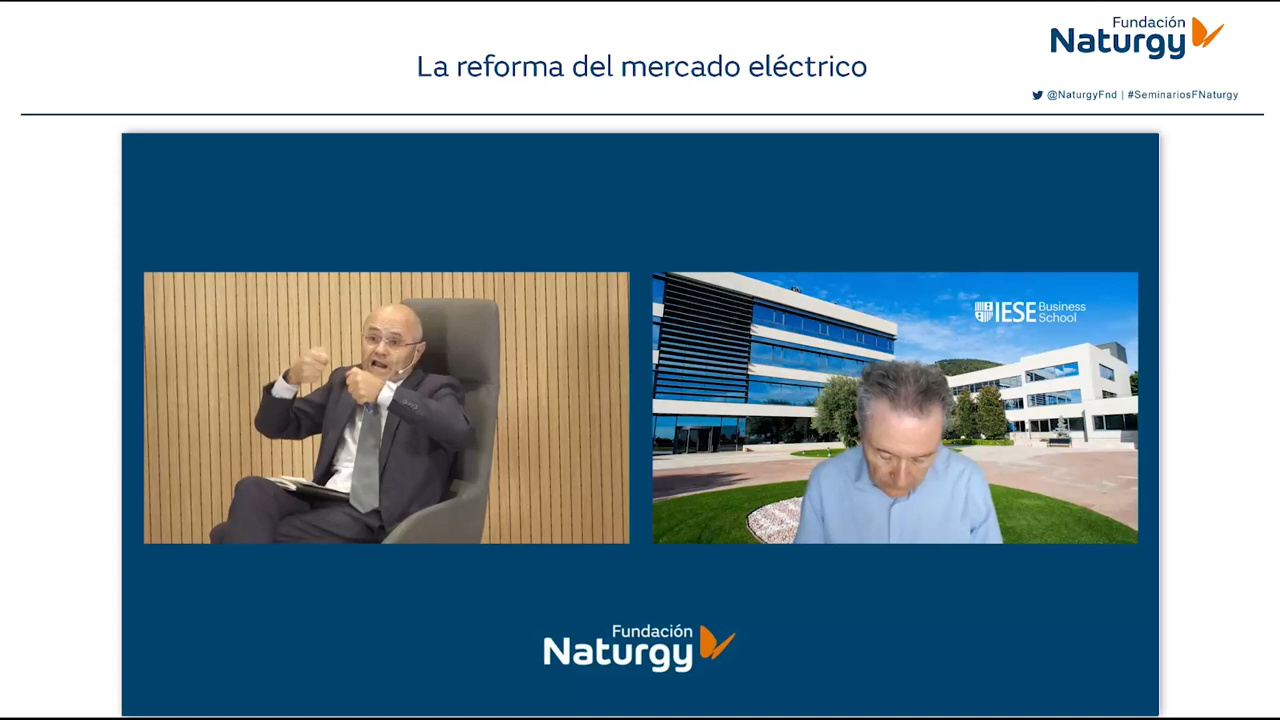 Fundación
Naturgy
La reforma del mercado eléctrico
@NaturgyFnd | #SeminariosFNaturgy
IESE Business
School
Fundación
Naturgy